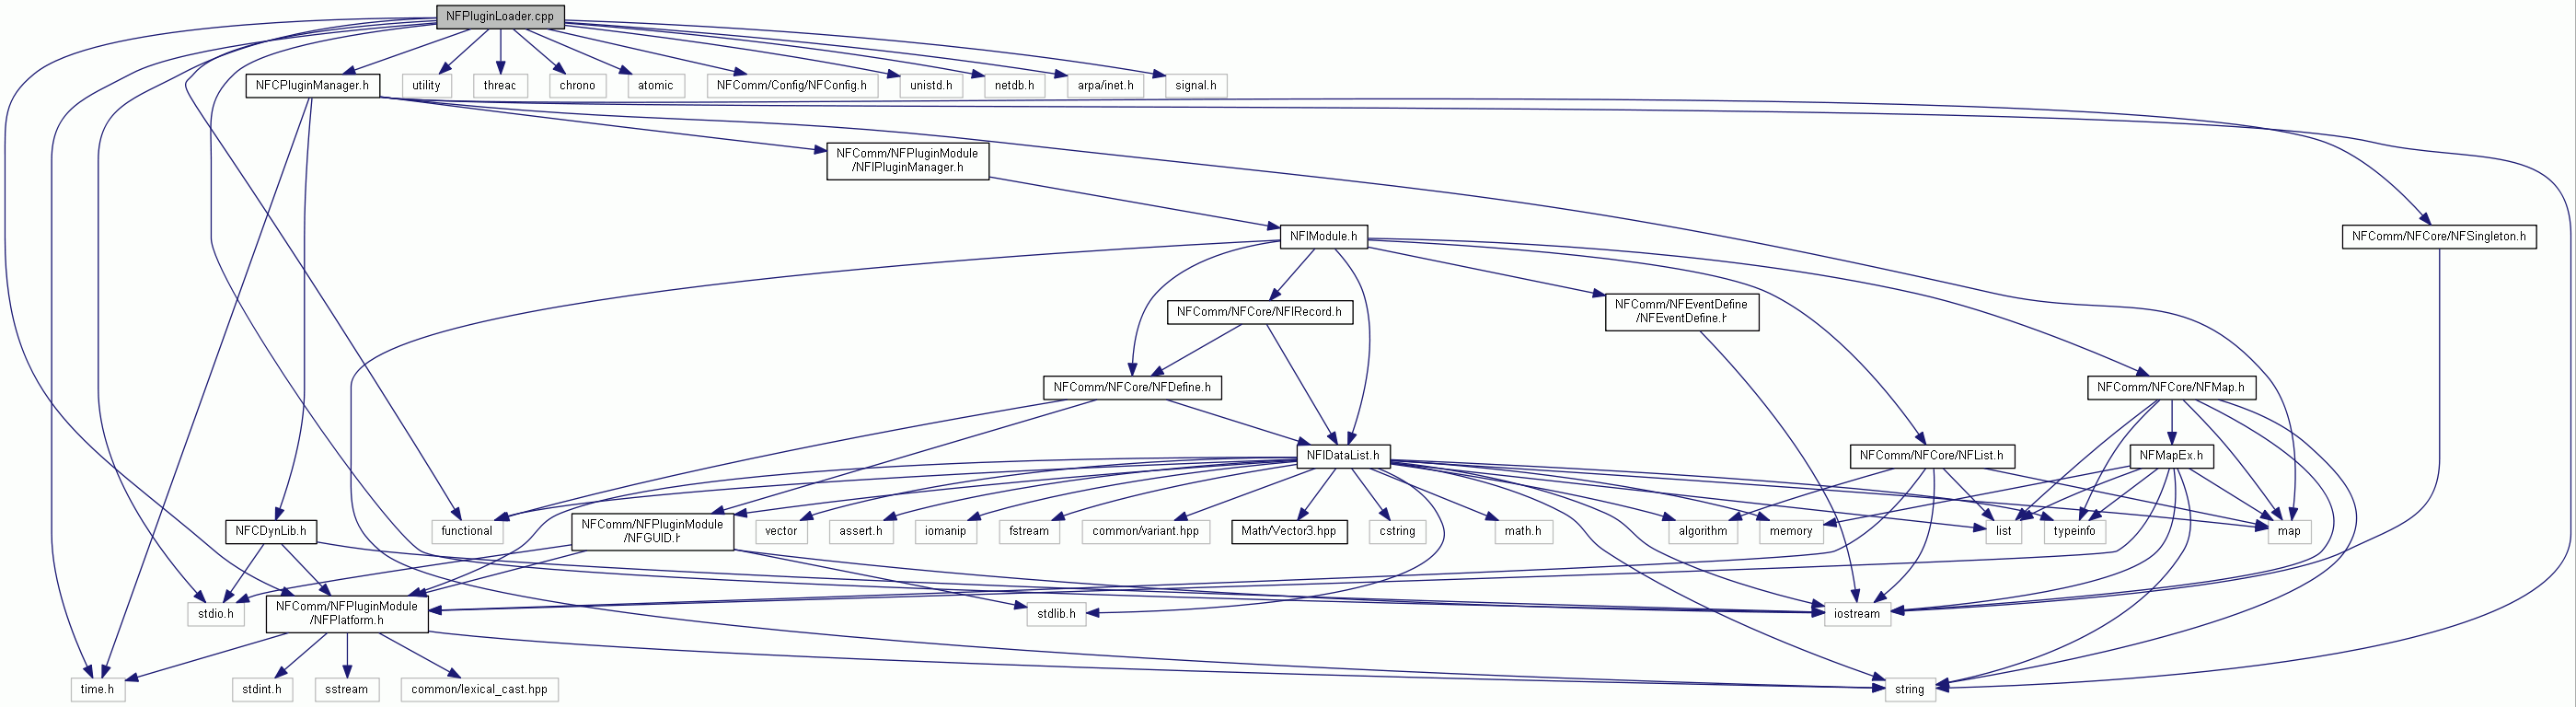 NFPluginLoader.cpp
NFCPluginManager.h
utility
threac
chrono
atomic
NFComm/Config/NFConfig.h
unistd.h
netdb.h
arpa/inet.h
signal.h
NFComm/NFPluginModule
/NFIPluginManager.h
NFIModule.h
NFComm/NFCore/NFSingleton.h
NFComm/NFCore/NFIRecord.h
NFComm/NFEventDefine
/NFEventDefine.h
NFComm/NFCore/NFDefine.h
NFComm/NFCore/NFMap.h
NFIDataList.h
NFComm/NFCore/NFList.h
NFMapEx.h
NFCDynLib.h
functional
NFComm/NFPluginModule
/NFGUID.h
vector
assert.h
iomanip
fstream
common/variant.hpp
Math/Vector3.hpp
cstring
math.h
algorithm
memory
list
typeinfo
map
stdio.h
NFComm/NFPluginModule
/NFPlatform.h
stdlib.h
iostream
time.h
stdint.h
sstream
common/lexical_cast.hpp
string